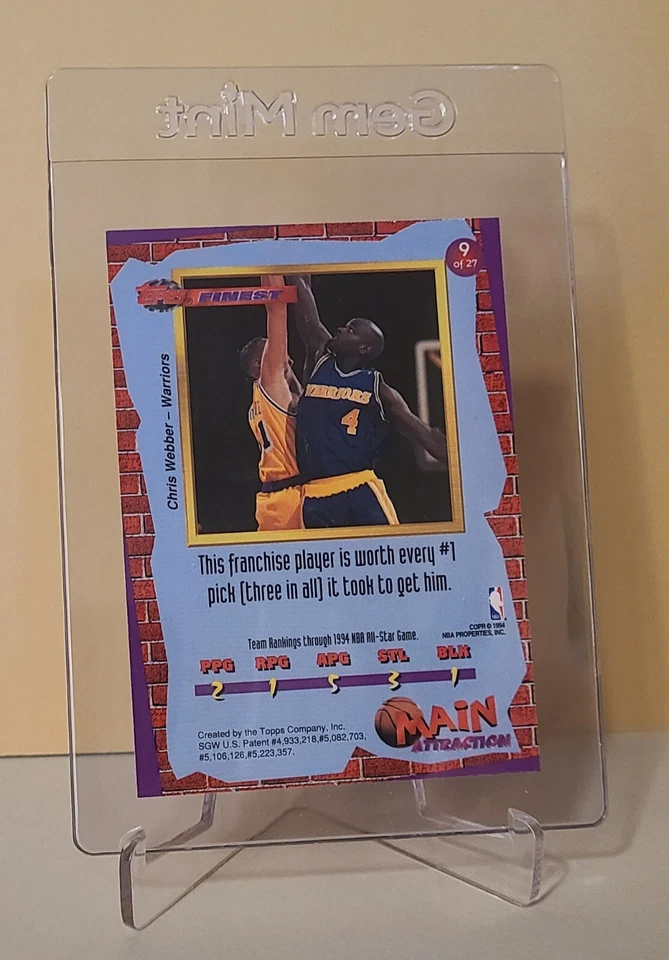 Gem Mint
9
of 27
FINEST
Chris Webber – Warriors
WARRIORS
4
This franchise player is worth every #1
pick (three in all) it took to get him.
COPR © 1994
NBA PROPERTIES, INC.
Team Rankings through 1994 NBA All-Star Game.
PPG RPG APG STL BLK
2 1 5 3 1
Created by the Topps Company, Inc.
SGW U.S. Patent #4,933,218,#5,082,703,
#5,106,126,#5,223,357.
MAiN
ATTRACTION